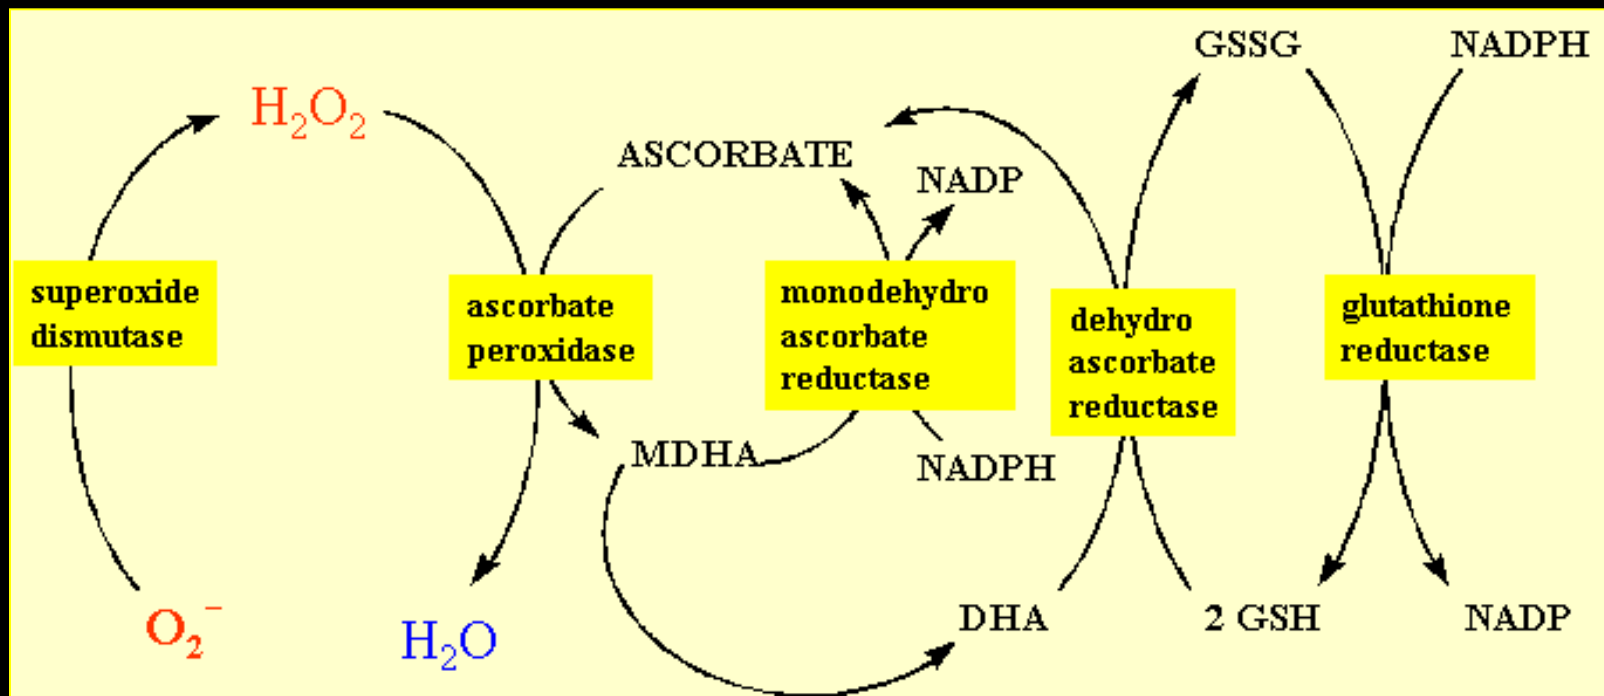 GSSG
NADPH
H₂O₂
ASCORBATE
NADP
superoxide
dismutase
ascorbate
peroxidase
monodehydro
ascorbate
reductase
dehydro
ascorbate
reductase
glutathione
reductase
MDHA
NADPH
O₂⁻
H₂O
DHA
2 GSH
NADP